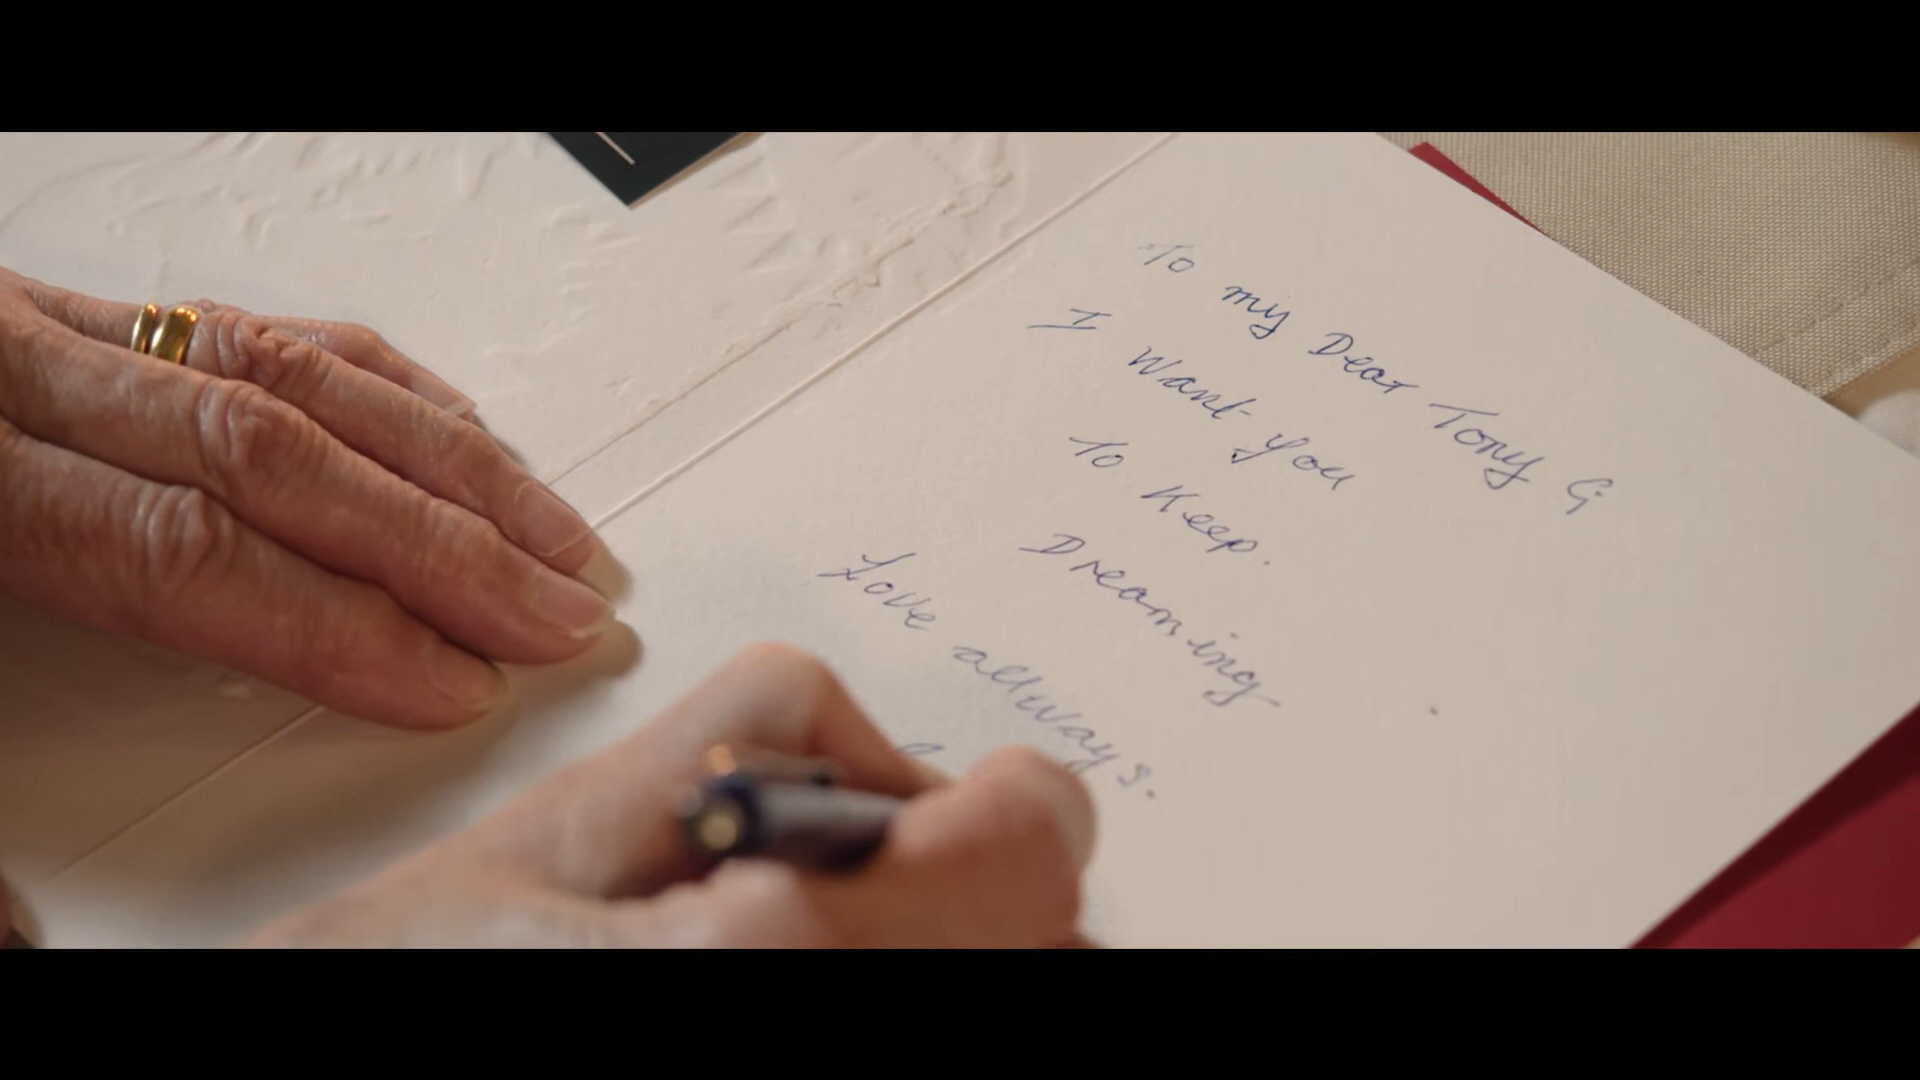 To my Dear Tony G
I Want You
To Keep.
Dreaming
Love allways.